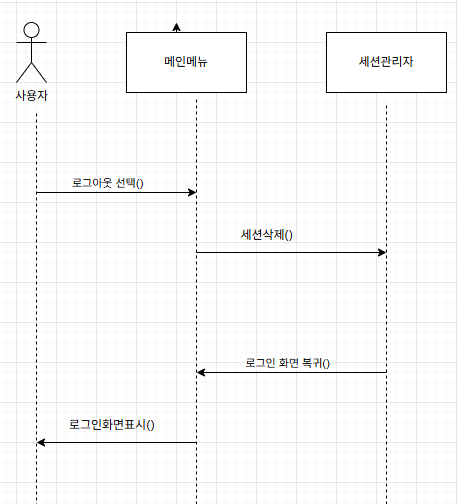 메인메뉴
세션관리자
사용자
로그아웃 선택()
세션삭제()
로그인 화면 복귀()
로그인화면표시()